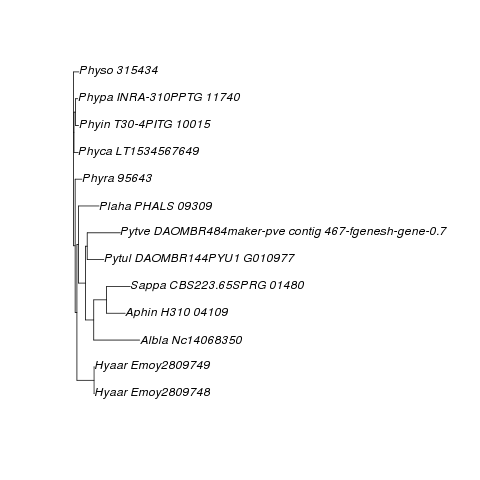 Physo 315434
Phypa INRA-310PPTG 11740
Phyin T30-4PITG 10015
Phyca LT1534567649
Phyra 95643
Plaha PHALS 09309
Pytve DAOMBR484maker-pve contig 467-fgenesh-gene-0.7
Pytul DAOMBR144PYU1 G010977
Sappa CBS223.65SPRG 01480
Aphin H310 04109
Albla Nc14068350
Hyaar Emoy2809749
Hyaar Emoy2809748